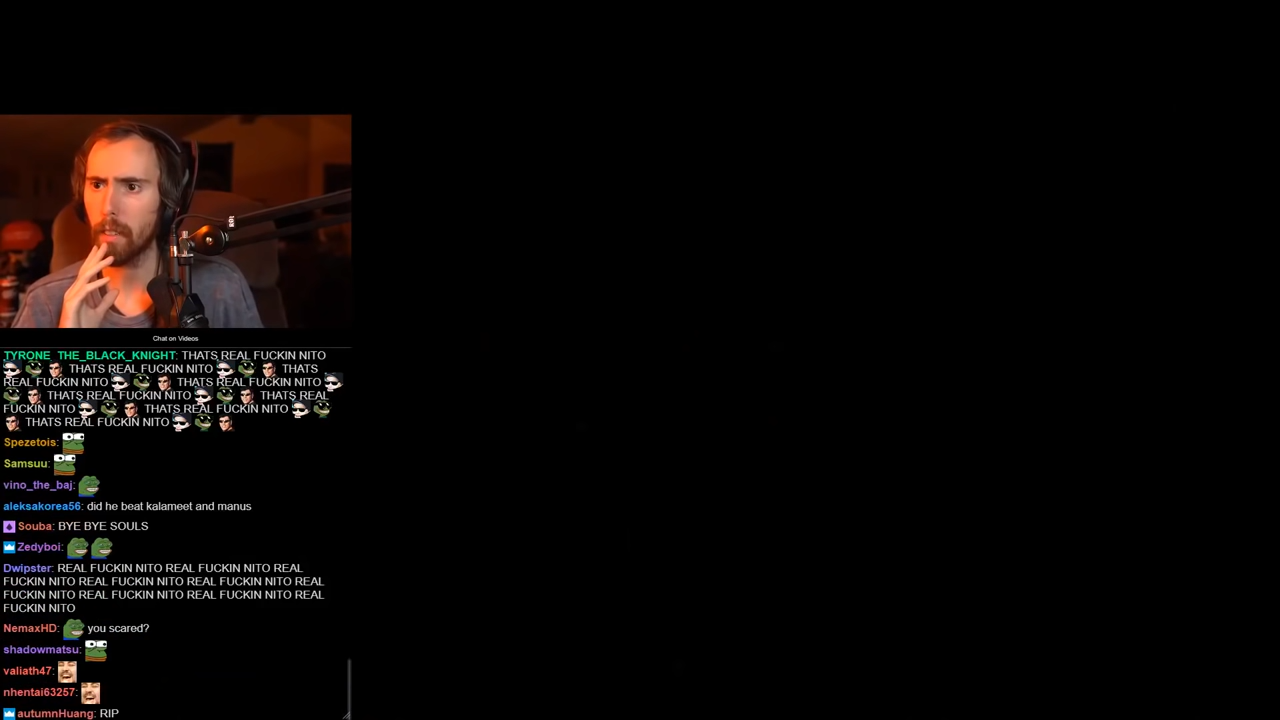 Chat on Videos
TYRONE_THE_BLACK_KNIGHT: THATS REAL FUCKIN NITO
THATS REAL FUCKIN NITO THATS
REAL FUCKIN NITO THATS REAL FUCKIN NITO
THATS REAL FUCKIN NITO THATS REAL
FUCKIN NITO THATS REAL FUCKIN NITO
THATS REAL FUCKIN NITO
Spezetois:
Samsuu:
vino_the_baj:
aleksakorea56: did he beat kalameet and manus
Souba: BYE BYE SOULS
Zedyboi:
Dwipster: REAL FUCKIN NITO REAL FUCKIN NITO REAL
FUCKIN NITO REAL FUCKIN NITO REAL FUCKIN NITO REAL
FUCKIN NITO REAL FUCKIN NITO REAL FUCKIN NITO REAL
FUCKIN NITO
NemaxHD: you scared?
shadowmatsu:
valiath47:
nhentai63257:
autumnHuang: RIP